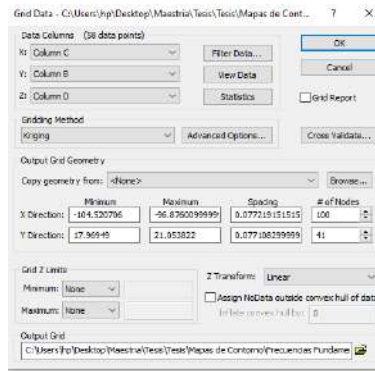 Grid Data - C:\Users\hp\Desktop\Maestria\Tesis\Tesis\Mapas de Cont... ? ×
Data Columns (58 data points)
X: Column C Filter Data... OK
Y: Column B View Data Cancel
Z: Column D Statistics Grid Report
Gridding Method
Kriging Advanced Options... Cross Validate...
Output Grid Geometry
Copy geometry from: <None> Browse...
Minimum Maximum Spacing # of Nodes
X Direction: -104.520706 -96.8760099999 0.077219151515 100
Y Direction: 17.96949 21.053822 0.077108299999 41
Grid Z Limits
Z Transform: Linear
Minimum: None
Assign NoData outside convex hull of data
Maximum: None
Inflate convex hull by: 0
Output Grid
C:\Users\hp\Desktop\Maestria\Tesis\Tesis\Mapas de Contorno\Frecuencias Fundame